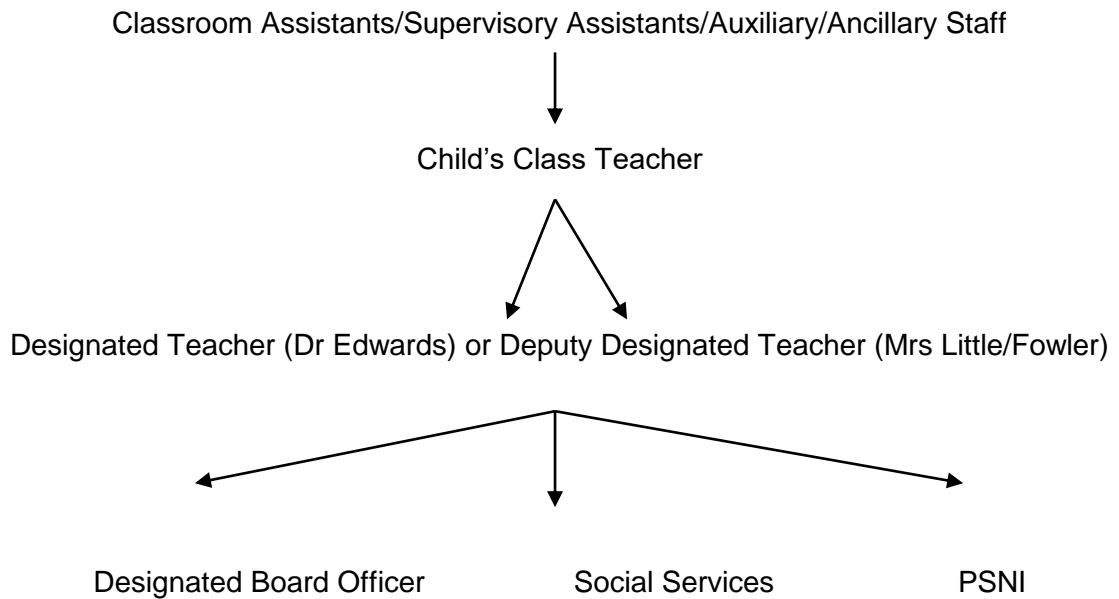 Classroom Assistants/Supervisory Assistants/Auxiliary/Ancillary Staff
Child’s Class Teacher
Designated Teacher (Dr Edwards) or Deputy Designated Teacher (Mrs Little/Fowler)
Designated Board Officer Social Services PSNI